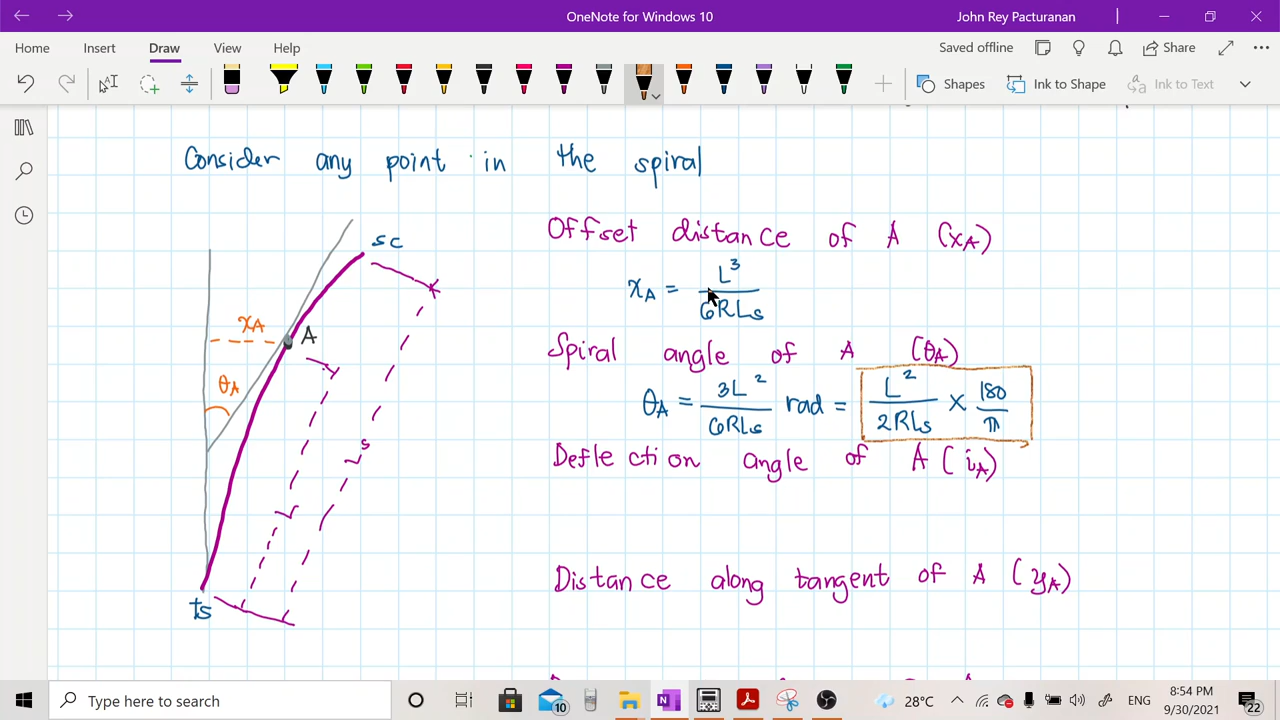 OneNote for Windows 10
John Rey Pacturanan
Home Insert Draw View Help
Saved offline
Share
Shapes
Ink to Shape
Ink to Text
Consider any point in the spiral
Offset distance of A (xA)
xA = L³/6RLs
Spiral angle of A (θA)
θA = 3L²/6RLs rad = L²/2RLs × 180/π
Deflection angle of A (iA)
Distance along tangent of A (yA)
sc
xA
A
θA
Ls
L
ts
Type here to search
10
28°C
ENG
8:54 PM
9/30/2021
22